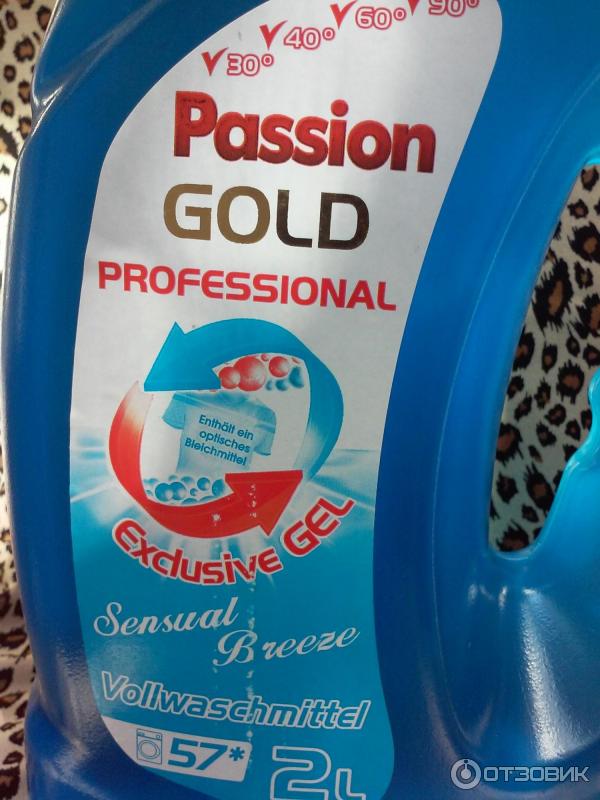 30° 40° 60° 90°
Passion
GOLD
PROFESSIONAL
Enthält ein
optisches
Bleichmittel
Exclusive GEL
Sensual
Breeze
Vollwaschmittel
57* 2L
ОТЗОВИК